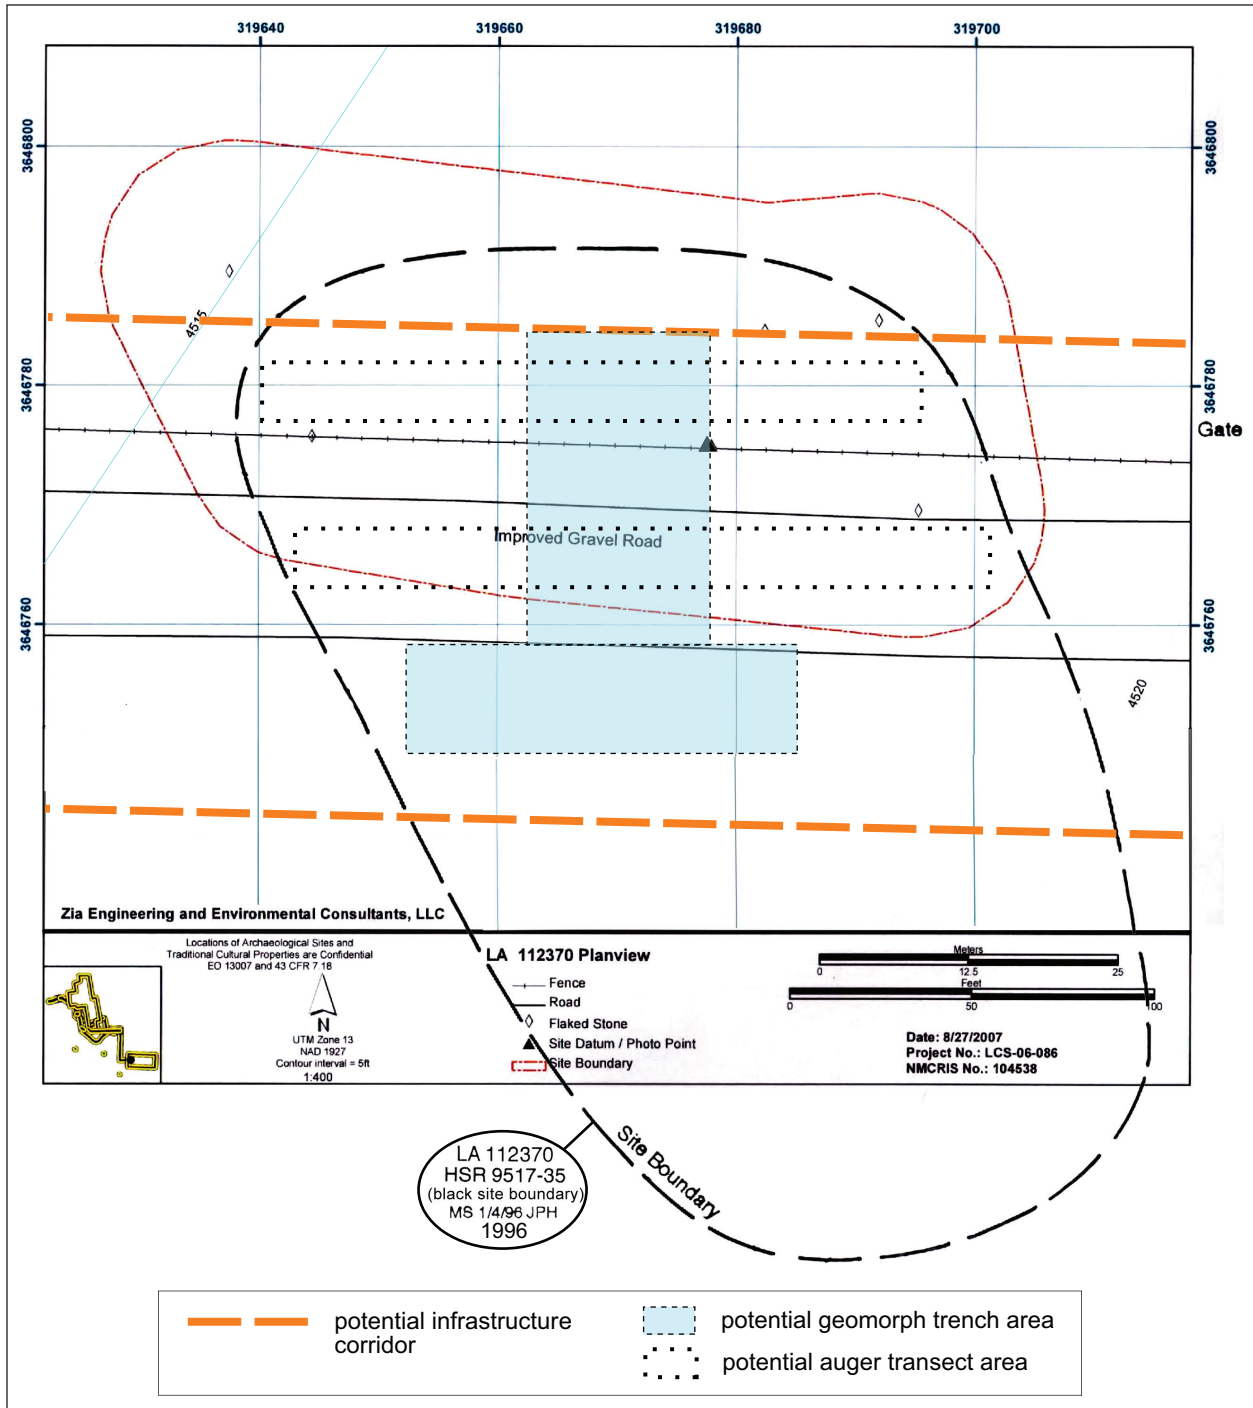 319640 319660 319680 319700
3646800 3646800
4515
3646780 3646780
Gate
Improved Gravel Road
3646760 3646760
4520
Zia Engineering and Environmental Consultants, LLC
Locations of Archaeological Sites and
Traditional Cultural Properties are Confidential
EO 13007 and 43 CFR 7.18
N
UTM Zone 13
NAD 1927
Contour interval = 5ft
1:400
LA 112370 Planview
Fence
Road
Flaked Stone
Site Datum / Photo Point
Site Boundary
Meters
0 12.5 25
Feet
0 50 100
Date: 8/27/2007
Project No.: LCS-06-086
NMCRIS No.: 104538
LA 112370
HSR 9517-35
(black site boundary)
MS 1/4/96 JPH
1996
Site Boundary
potential infrastructure
corridor
potential geomorph trench area
potential auger transect area